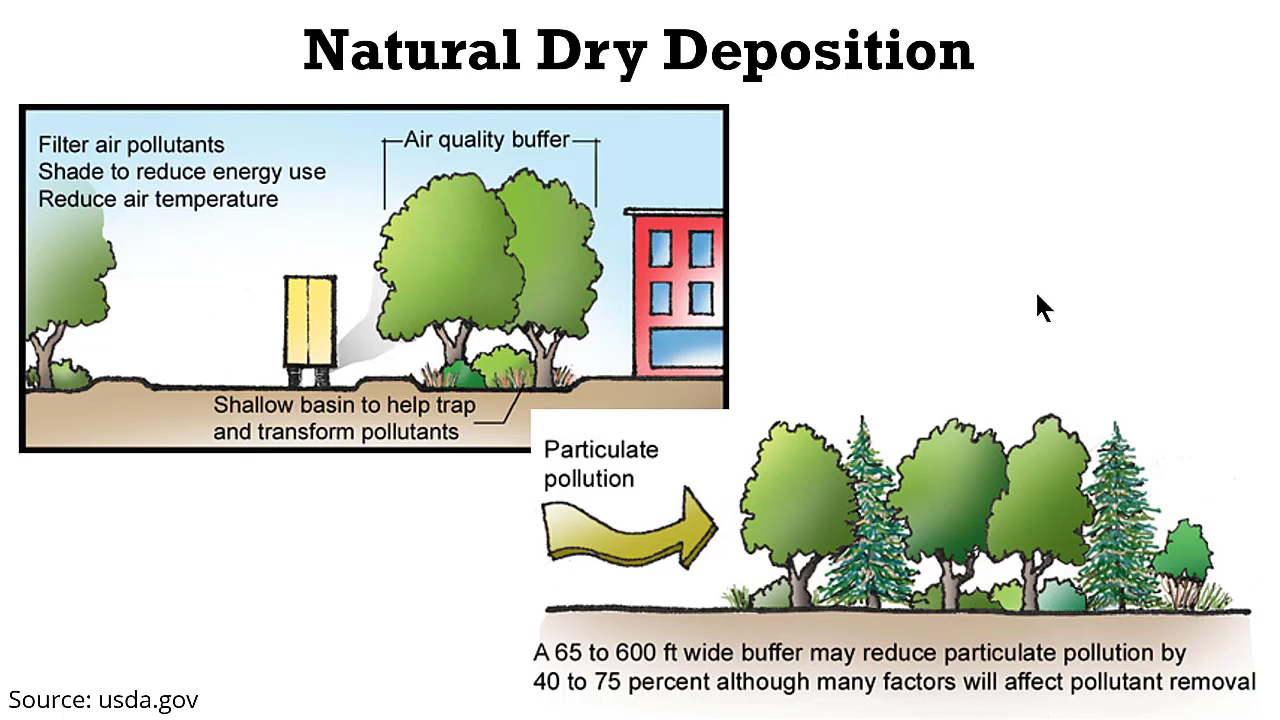 Natural Dry Deposition
Filter air pollutants
Shade to reduce energy use
Reduce air temperature
Air quality buffer
Shallow basin to help trap
and transform pollutants
Particulate
pollution
A 65 to 600 ft wide buffer may reduce particulate pollution by
40 to 75 percent although many factors will affect pollutant removal
Source: usda.gov